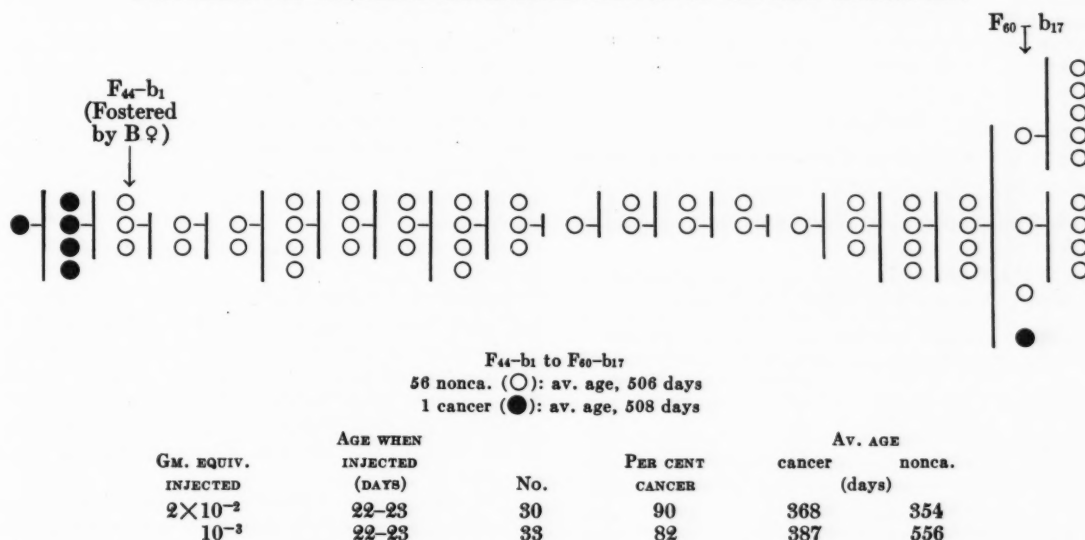 F₆₀–b₁₇
F₄₄–b₁
(Fostered
by B ♀)
F₄₄–b₁ to F₆₀–b₁₇
56 nonca. (○): av. age, 506 days
1 cancer (●): av. age, 508 days
GM. EQUIV. INJECTED AGE WHEN INJECTED (DAYS) No. PER CENT CANCER AV. AGE cancer nonca. (days)
2×10⁻² 22–23 30 90 368 354
10⁻³ 22–23 33 82 387 556